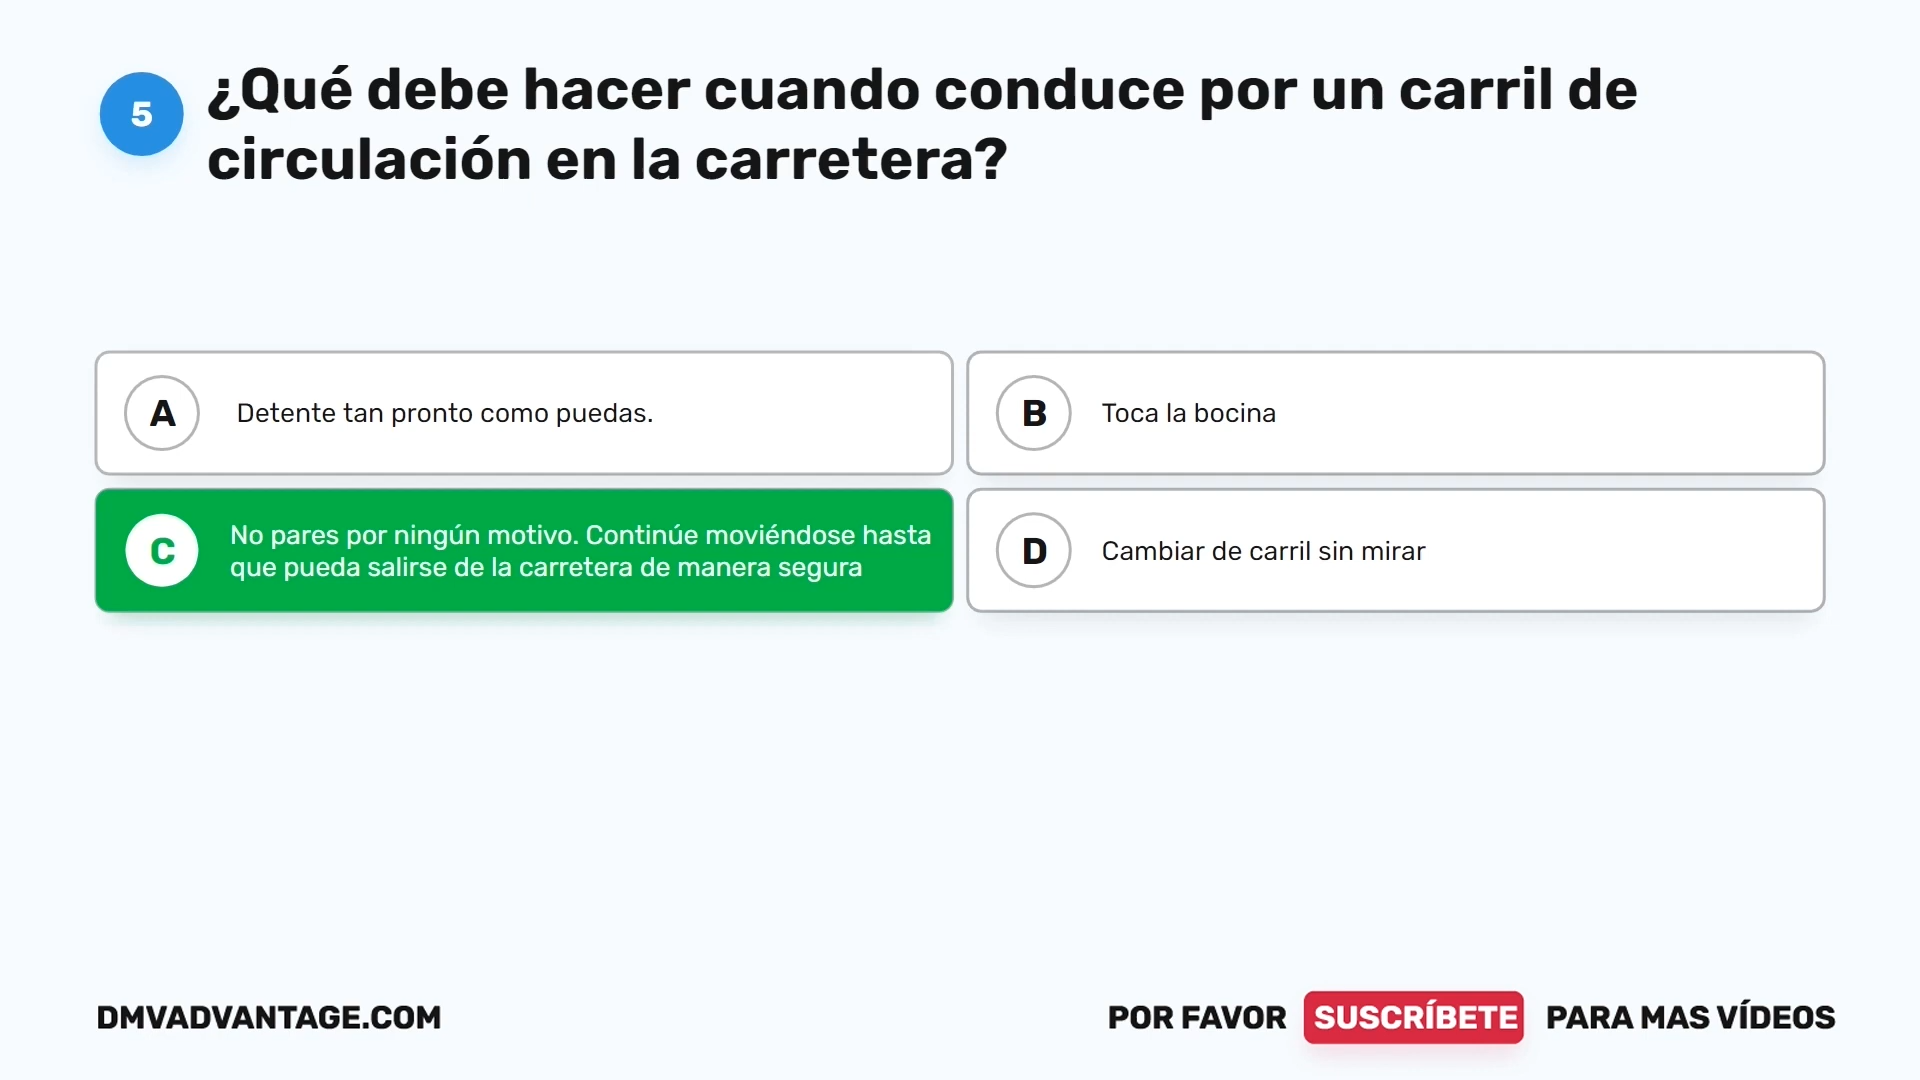 5
¿Qué debe hacer cuando conduce por un carril de
circulación en la carretera?
A
Detente tan pronto como puedas.
B
Toca la bocina
C
No pares por ningún motivo. Continúe moviéndose hasta
que pueda salirse de la carretera de manera segura
D
Cambiar de carril sin mirar
DMVADVANTAGE.COM
POR FAVOR SUSCRÍBETE PARA MAS VÍDEOS